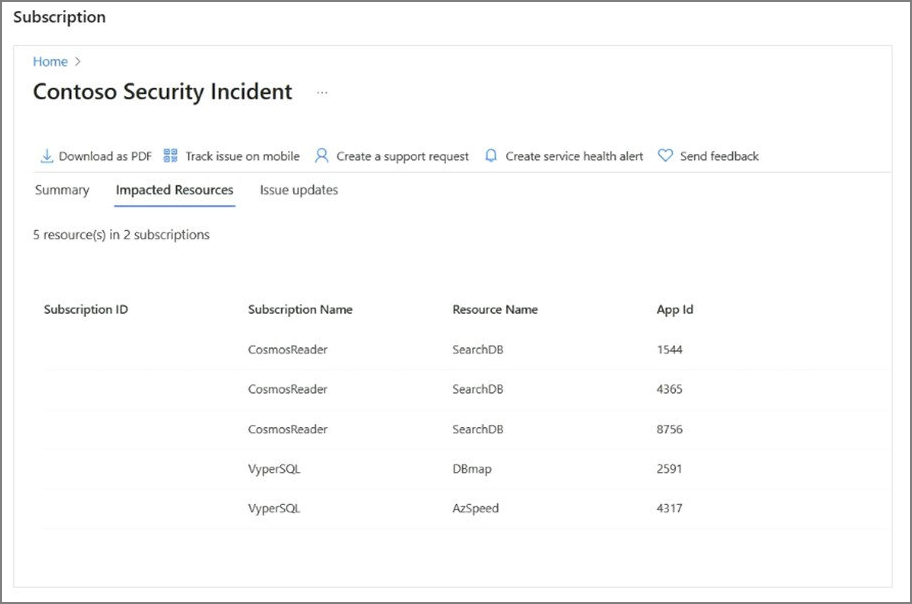 Subscription
Home >
Contoso Security Incident ...
Download as PDF Track issue on mobile Create a support request Create service health alert Send feedback
Summary Impacted Resources Issue updates
5 resource(s) in 2 subscriptions
Subscription ID Subscription Name Resource Name App Id
CosmosReader SearchDB 1544
CosmosReader SearchDB 4365
CosmosReader SearchDB 8756
VyperSQL DBmap 2591
VyperSQL AzSpeed 4317